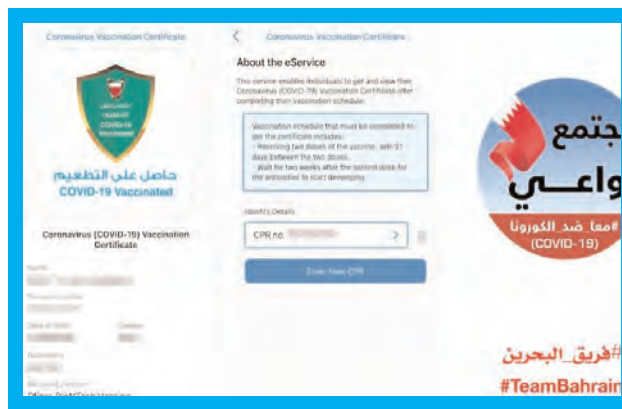 Coronavirus Vaccination Certificate
COVID-19
حاصل على التطعيم
COVID-19 Vaccinated
Coronavirus (COVID-19) Vaccination
Certificate
Coronavirus Vaccination Certificate
About the eService
This service enables individuals to get and view their
Coronavirus (COVID-19) Vaccination Certificate after
completing their vaccination schedule.
Vaccination schedule that must be completed to
get the certificate includes:
- Receiving two doses of the vaccine, with 21
days between the two doses.
- Wait for two weeks after the second dose for
the antibodies to start developing
Identity Details
CPR no.
Enter New CPR
جتمع
واعي
#معا_ضد_الكورونا
(COVID-19)
#فريق_البحرين
#TeamBahrain